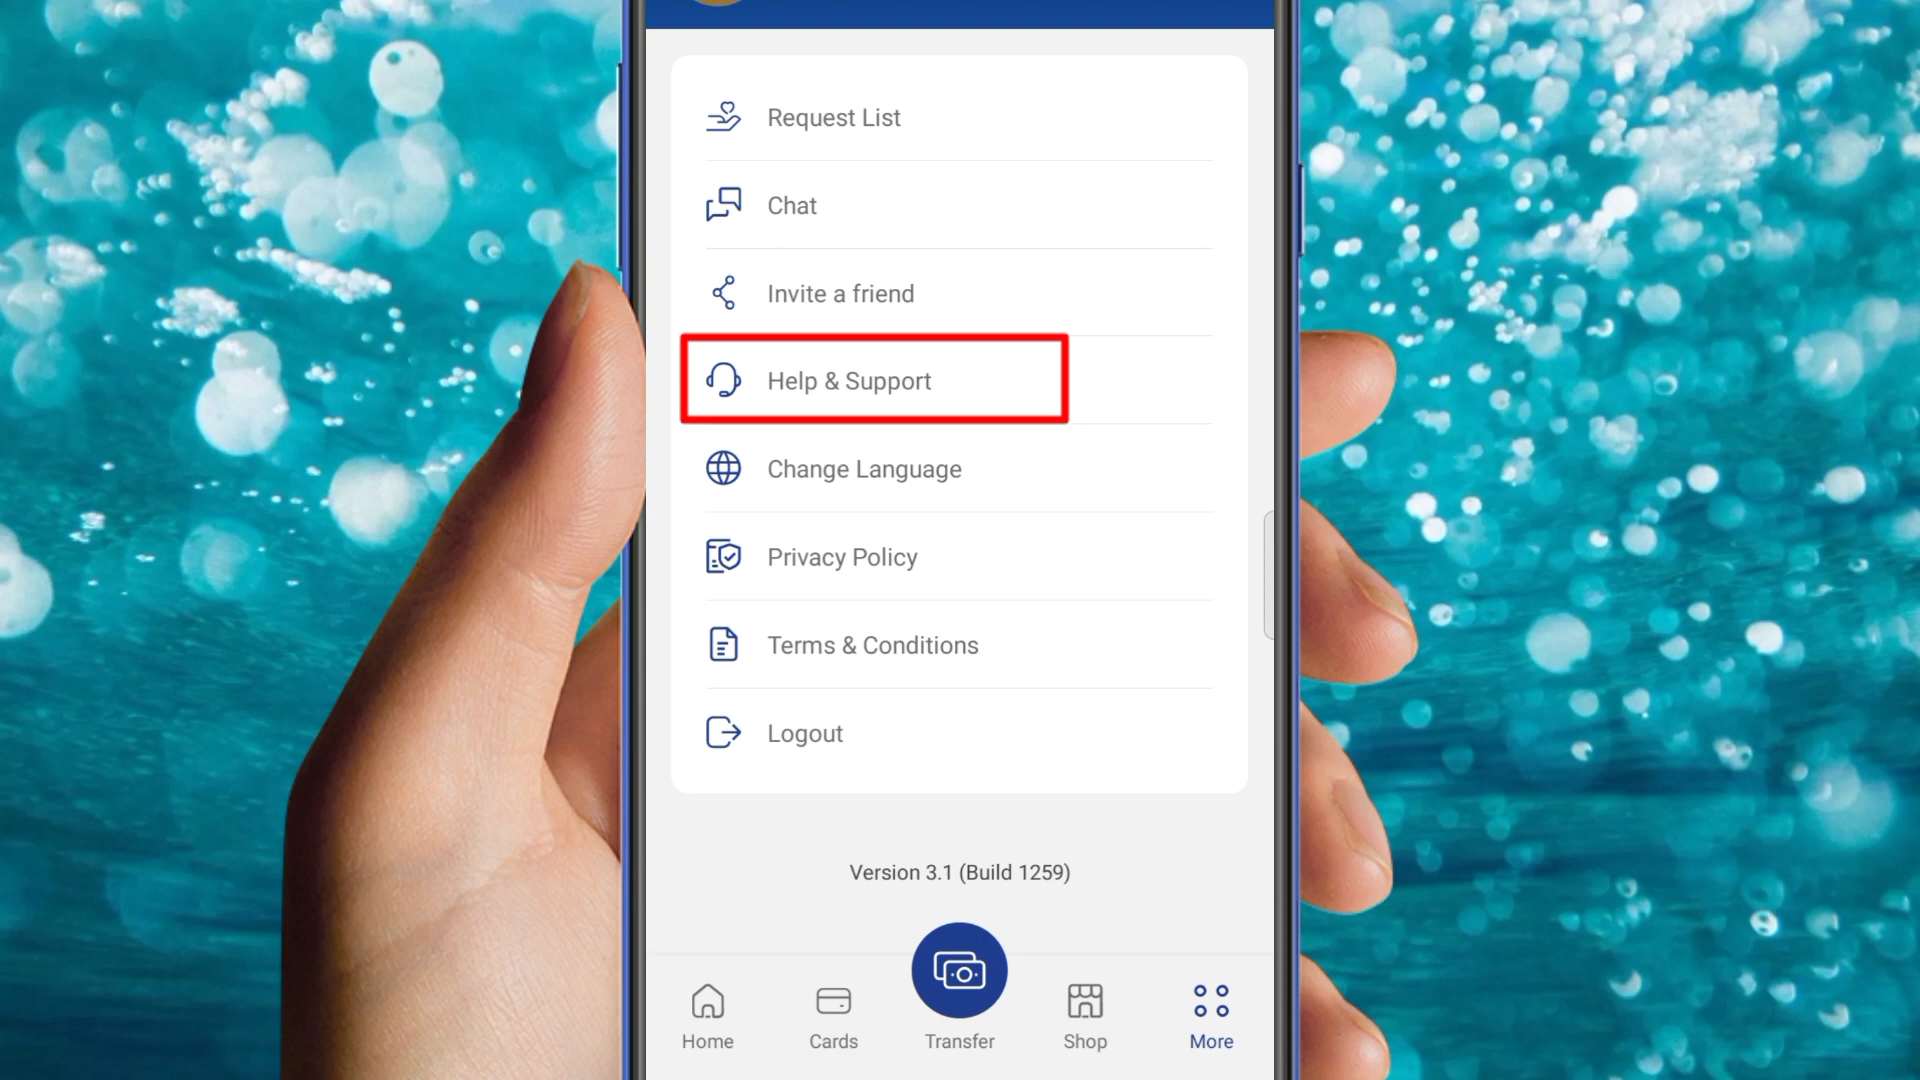 Request List
Chat
Invite a friend
Help & Support
Change Language
Privacy Policy
Terms & Conditions
Logout
Version 3.1 (Build 1259)
Home
Cards
Transfer
Shop
More